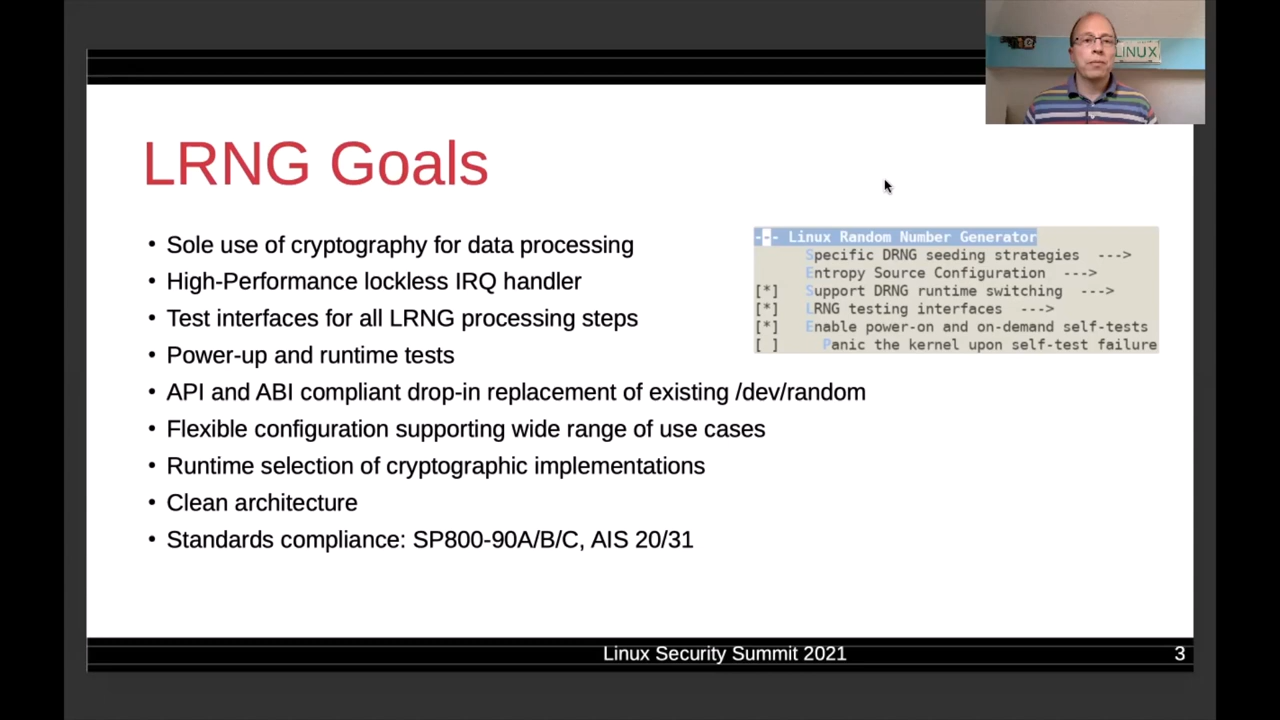 LINUX
LRNG Goals
• Sole use of cryptography for data processing
• High-Performance lockless IRQ handler
• Test interfaces for all LRNG processing steps
• Power-up and runtime tests
• API and ABI compliant drop-in replacement of existing /dev/random
• Flexible configuration supporting wide range of use cases
• Runtime selection of cryptographic implementations
• Clean architecture
• Standards compliance: SP800-90A/B/C, AIS 20/31
--- Linux Random Number Generator
Specific DRNG seeding strategies --->
Entropy Source Configuration --->
[*] Support DRNG runtime switching --->
[*] LRNG testing interfaces --->
[*] Enable power-on and on-demand self-tests
[ ] Panic the kernel upon self-test failure
Linux Security Summit 2021
3